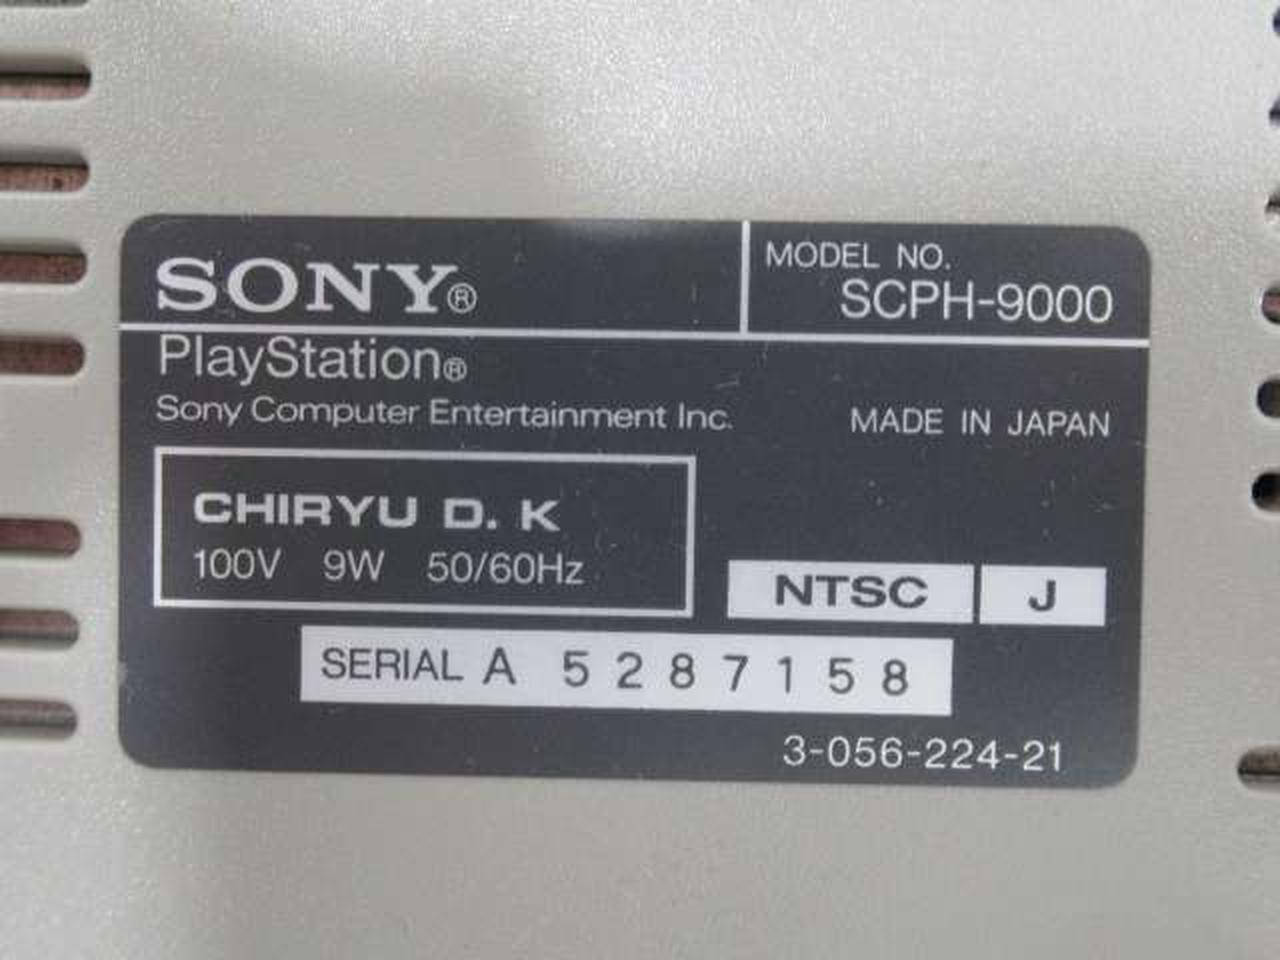 SONY®
MODEL NO.
SCPH-9000
PlayStation®
Sony Computer Entertainment Inc.
MADE IN JAPAN
CHIRYU D. K
100V 9W 50/60Hz
NTSC J
SERIAL A 5287158
3-056-224-21